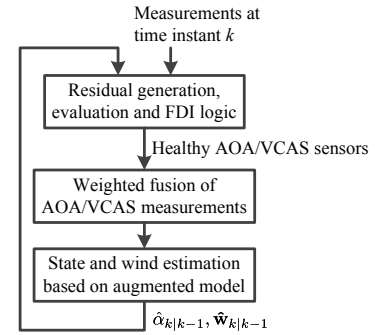 Measurements at
time instant k
Residual generation,
evaluation and FDI logic
Healthy AOA/VCAS sensors
Weighted fusion of
AOA/VCAS measurements
State and wind estimation
based on augmented model
α̂ₖ|ₖ₋₁, ŵₖ|ₖ₋₁